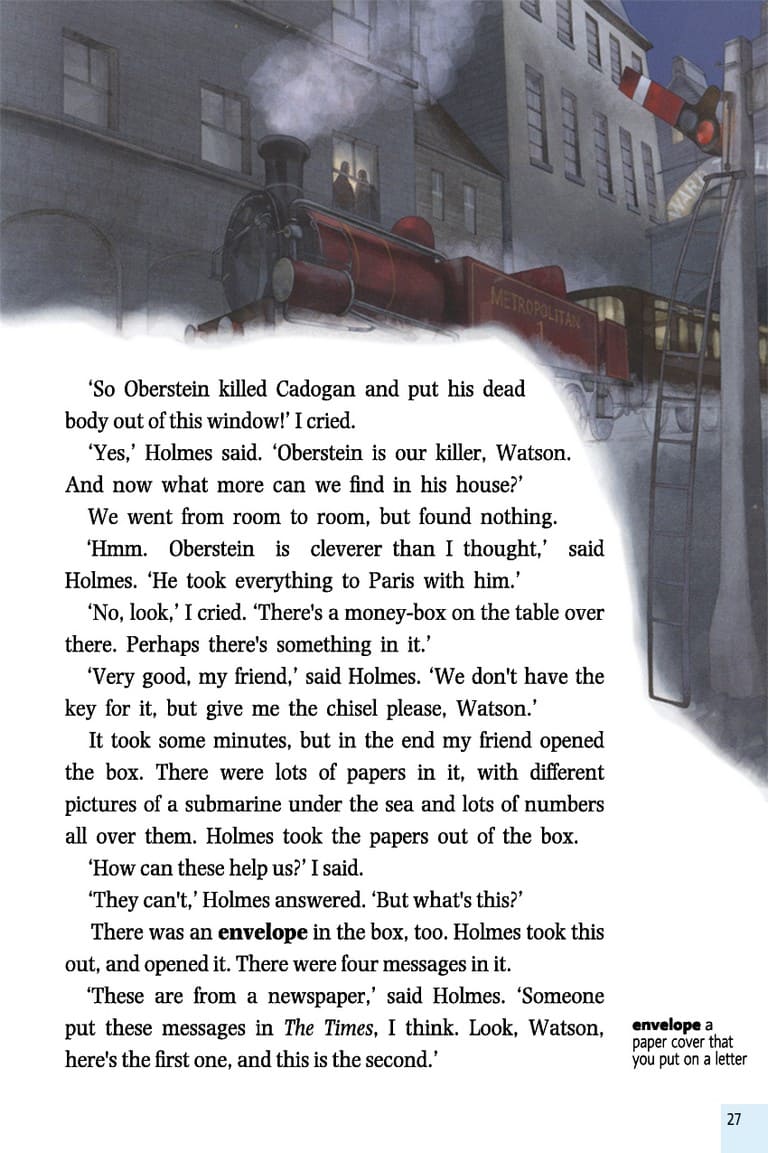 WAR
METROPOLITAN
1
‘So Oberstein killed Cadogan and put his dead
body out of this window!’ I cried.
‘Yes,’ Holmes said. ‘Oberstein is our killer, Watson.
And now what more can we find in his house?’
We went from room to room, but found nothing.
‘Hmm. Oberstein is cleverer than I thought,’ said
Holmes. ‘He took everything to Paris with him.’
‘No, look,’ I cried. ‘There's a money-box on the table over
there. Perhaps there's something in it.’
‘Very good, my friend,’ said Holmes. ‘We don't have the
key for it, but give me the chisel please, Watson.’
It took some minutes, but in the end my friend opened
the box. There were lots of papers in it, with different
pictures of a submarine under the sea and lots of numbers
all over them. Holmes took the papers out of the box.
‘How can these help us?’ I said.
‘They can't,’ Holmes answered. ‘But what's this?’
There was an envelope in the box, too. Holmes took this
out, and opened it. There were four messages in it.
‘These are from a newspaper,’ said Holmes. ‘Someone
put these messages in The Times, I think. Look, Watson,
here's the first one, and this is the second.’
envelope a
paper cover that
you put on a letter
27